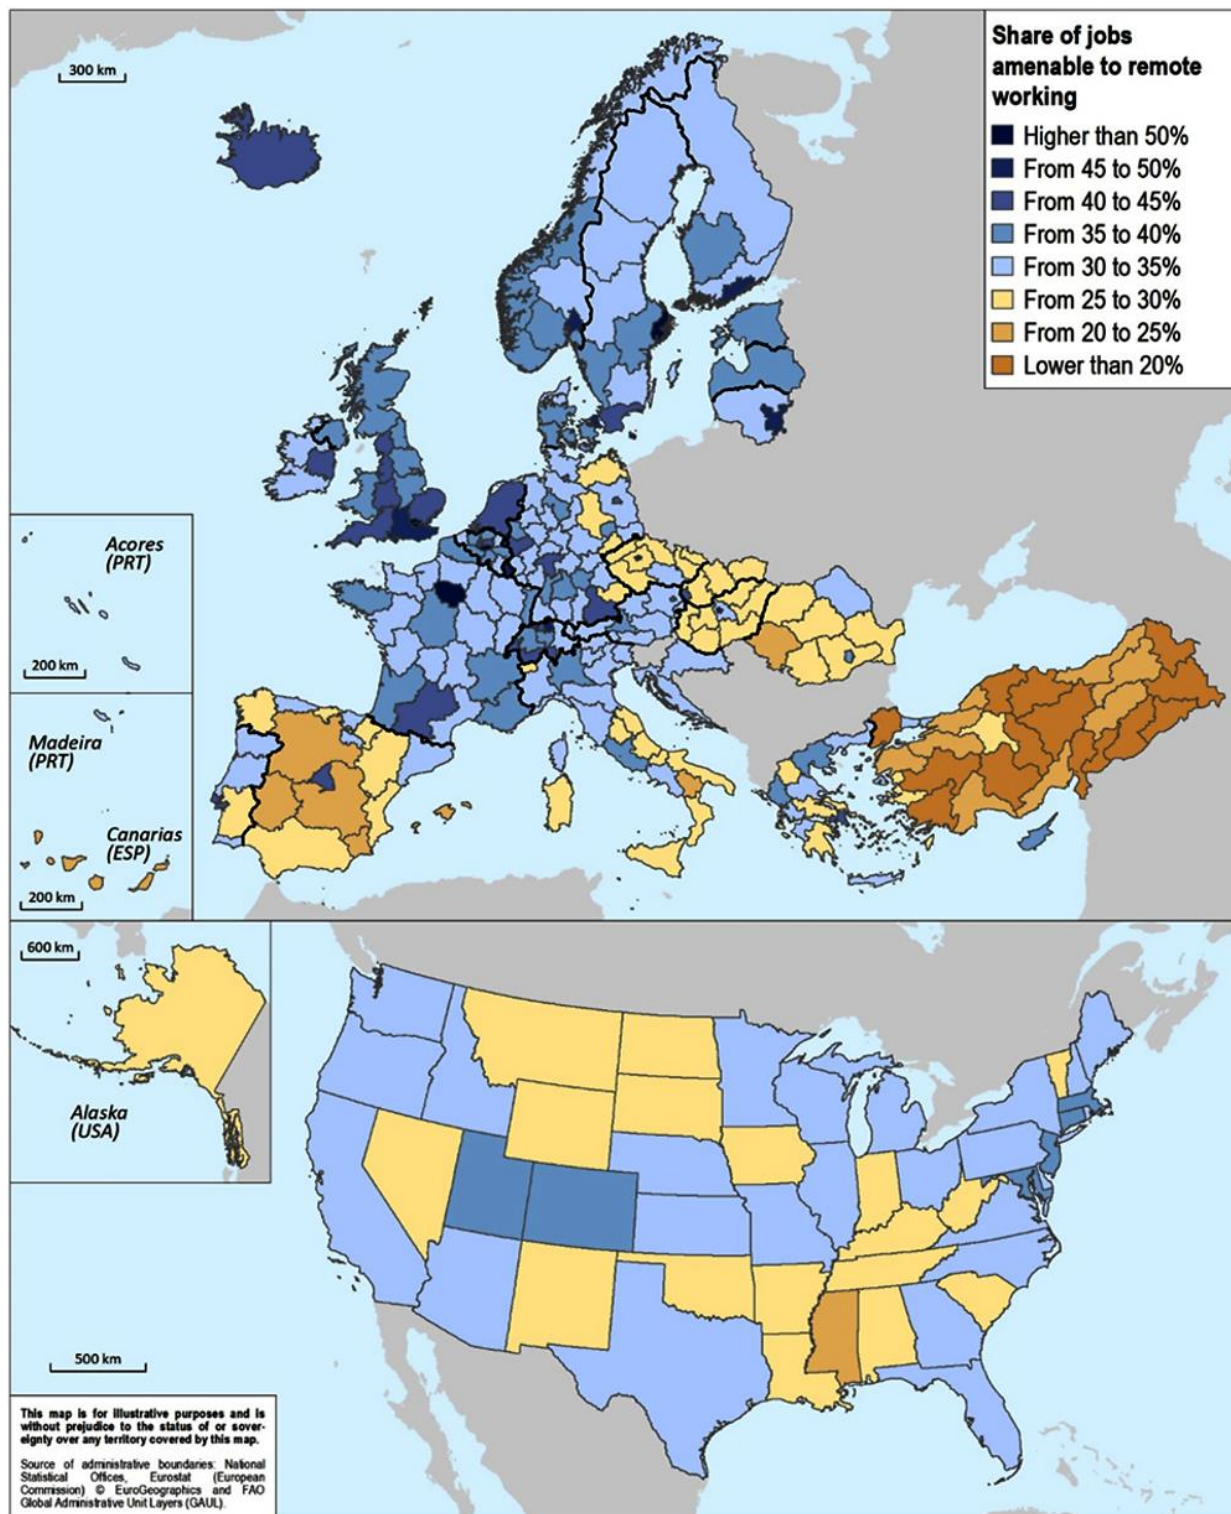 300 km
Share of jobs
amenable to remote
working
Higher than 50%
From 45 to 50%
From 40 to 45%
From 35 to 40%
From 30 to 35%
From 25 to 30%
From 20 to 25%
Lower than 20%
Acores
(PRT)
200 km
Madeira
(PRT)
Canarias
(ESP)
200 km
600 km
Alaska
(USA)
500 km
This map is for illustrative purposes and is
without prejudice to the status of or sover-
eignty over any territory covered by this map.
Source of administrative boundaries: National
Statistical Offices, Eurostat (European
Commission) © EuroGeographics and FAO
Global Administrative Unit Layers (GAUL).